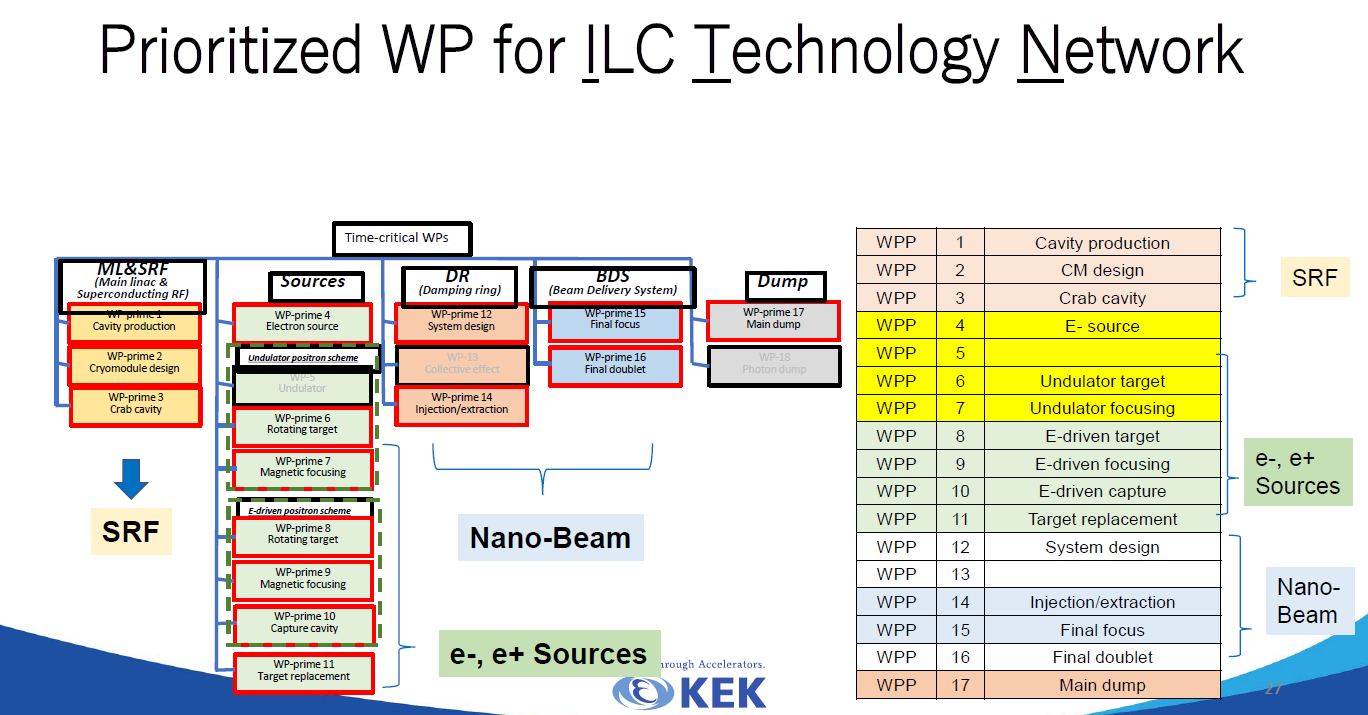 Prioritized WP for ILC Technology Network
Time-critical WPs
ML&SRF
(Main linac &
Superconducting RF)
WP-prime 1
Cavity production
WP-prime 2
Cryomodule design
WP-prime 3
Crab cavity
SRF
Sources
WP-prime 4
Electron source
Undulator positron scheme
WP-5
Undulator
WP-prime 6
Rotating target
WP-prime 7
Magnetic focusing
E-driven positron scheme
WP-prime 8
Rotating target
WP-prime 9
Magnetic focusing
WP-prime 10
Capture cavity
WP-prime 11
Target replacement
DR
(Damping ring)
WP-prime 12
System design
WP-13
Collective effect
WP-prime 14
Injection/extraction
BDS
(Beam Delivery System)
WP-prime 15
Final focus
WP-prime 16
Final doublet
Dump
WP-prime 17
Main dump
WP-18
Photon dump
Nano-Beam
e-, e+ Sources
WPP 1 Cavity production
WPP 2 CM design
WPP 3 Crab cavity
WPP 4 E- source
WPP 5
WPP 6 Undulator target
WPP 7 Undulator focusing
WPP 8 E-driven target
WPP 9 E-driven focusing
WPP 10 E-driven capture
WPP 11 Target replacement
WPP 12 System design
WPP 13
WPP 14 Injection/extraction
WPP 15 Final focus
WPP 16 Final doublet
WPP 17 Main dump
SRF
e-, e+
Sources
Nano-
Beam
through Accelerators.
KEK
27